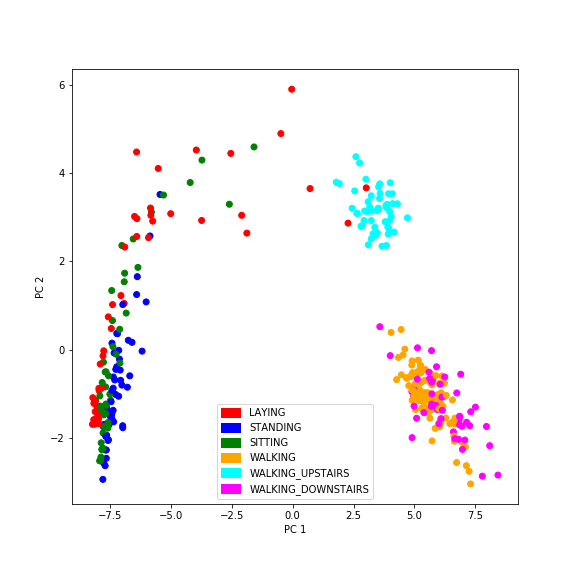 6
4
2
0
−2
PC 2
LAYING
STANDING
SITTING
WALKING
WALKING_UPSTAIRS
WALKING_DOWNSTAIRS
−7.5 −5.0 −2.5 0.0 2.5 5.0 7.5
PC 1